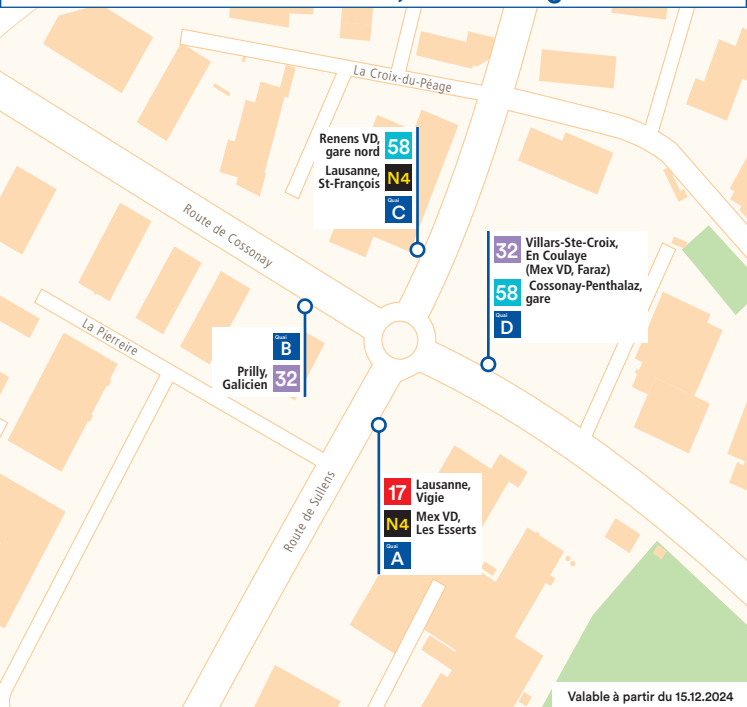 La Croix-du-Péage
Renens VD,
gare nord
58
Lausanne,
St-François
N4
Quai
C
Route de Cossonay
32
Villars-Ste-Croix,
En Coulaye
(Mex VD, Faraz)
58
Cossonay-Penthalaz,
gare
Quai
D
La Pierreire
Quai
B
Prilly,
Galicien
32
Route de Sullens
17
Lausanne,
Vigie
N4
Mex VD,
Les Esserts
Quai
A
Valable à partir du 15.12.2024